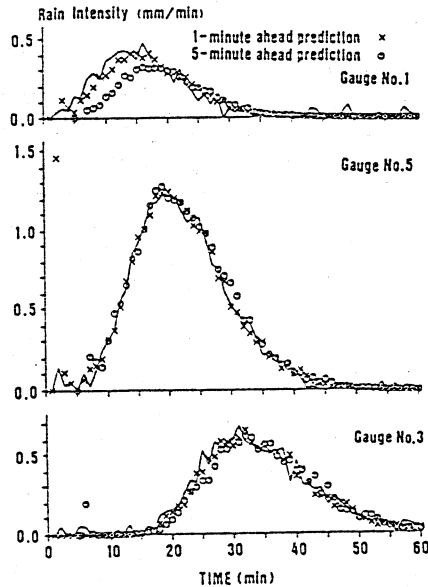 Rain Intensity (mm/min)
1-minute ahead prediction ×
5-minute ahead prediction o
Gauge No.1
0.5
0.0
Gauge No.5
1.5
1.0
0.5
0.0
Gauge No.3
0.5
0.0
0 10 20 30 40 50 60
TIME (min)